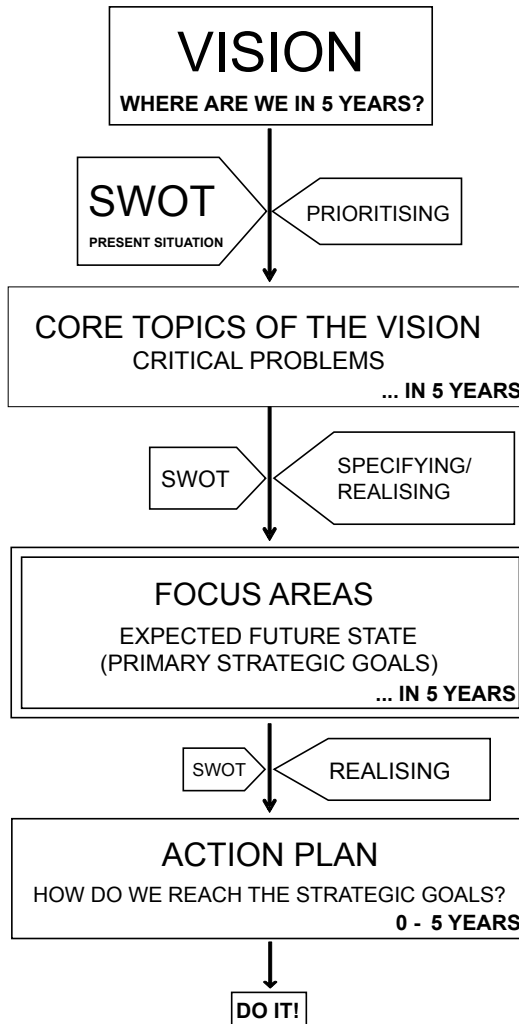 VISION
WHERE ARE WE IN 5 YEARS?
SWOT
PRESENT SITUATION
PRIORITISING
CORE TOPICS OF THE VISION
CRITICAL PROBLEMS
... IN 5 YEARS
SWOT
SPECIFYING/
REALISING
FOCUS AREAS
EXPECTED FUTURE STATE
(PRIMARY STRATEGIC GOALS)
... IN 5 YEARS
SWOT
REALISING
ACTION PLAN
HOW DO WE REACH THE STRATEGIC GOALS?
0 - 5 YEARS
DO IT!